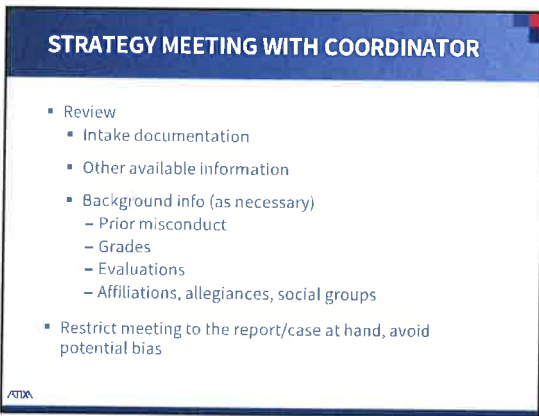 STRATEGY MEETING WITH COORDINATOR
▪ Review
▪ Intake documentation
▪ Other available information
▪ Background info (as necessary)
– Prior misconduct
– Grades
– Evaluations
– Affiliations, allegiances, social groups
▪ Restrict meeting to the report/case at hand, avoid
potential bias
ATIXA